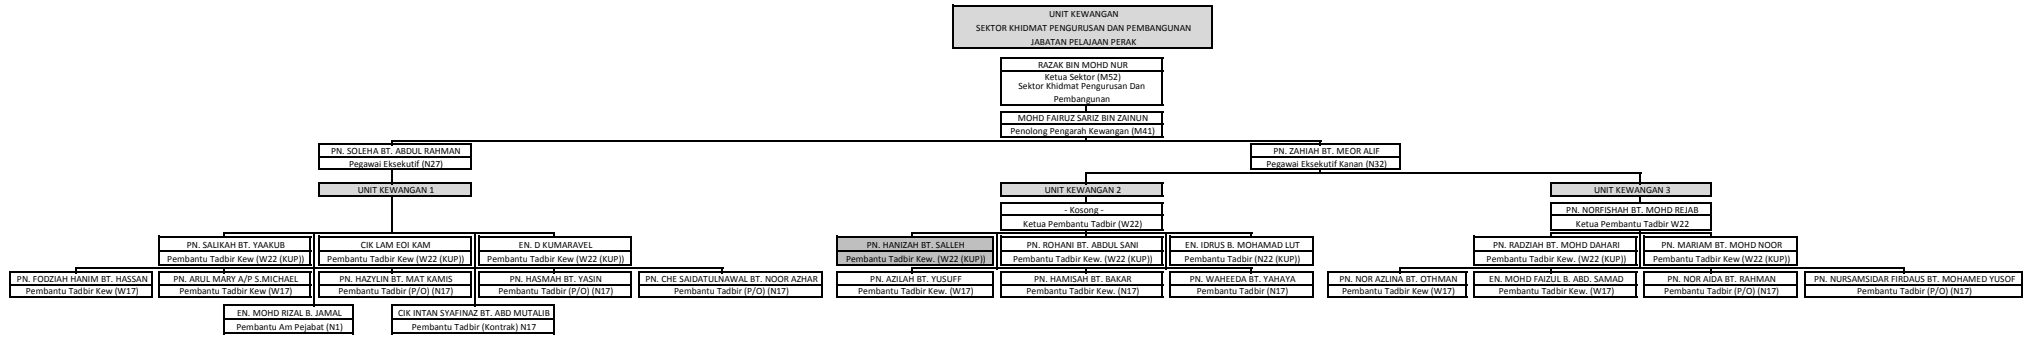 UNIT KEWANGAN
SEKTOR KHIDMAT PENGURUSAN DAN PEMBANGUNAN
JABATAN PELAJAAN PERAK
RAZAK BIN MOHD NUR
Ketua Sektor (M52)
Sektor Khidmat Pengurusan Dan
Pembangunan
MOHD FAIRUZ SARIZ BIN ZAINUN
Penolong Pengarah Kewangan (M41)
PN. SOLEHA BT. ABDUL RAHMAN
Pegawai Eksekutif (N27)
PN. ZAHIAH BT. MEOR ALIF
Pegawai Eksekutif Kanan (N32)
UNIT KEWANGAN 1
UNIT KEWANGAN 2
UNIT KEWANGAN 3
- Kosong -
Ketua Pembantu Tadbir (W22)
PN. NORFISHAH BT. MOHD REJAB
Ketua Pembantu Tadbir W22
PN. SALIKAH BT. YAAKUB
Pembantu Tadbir Kew (W22 (KUP))
CIK LAM EOI KAM
Pembantu Tadbir Kew (W22 (KUP))
EN. D KUMARAVEL
Pembantu Tadbir Kew (W22 (KUP))
PN. HANIZAH BT. SALLEH
Pembantu Tadbir Kew. (W22 (KUP))
PN. ROHANI BT. ABDUL SANI
Pembantu Tadbir Kew. (W22 (KUP))
EN. IDRUS B. MOHAMAD LUT
Pembantu Tadbir (N22 (KUP))
PN. RADZIAH BT. MOHD DAHARI
Pembantu Tadbir Kew. (W22 (KUP))
PN. MARIAM BT. MOHD NOOR
Pembantu Tadbir Kew (W22 (KUP))
PN. FODZIAH HANIM BT. HASSAN
Pembantu Tadbir Kew (W17)
PN. ARUL MARY A/P S.MICHAEL
Pembantu Tadbir Kew (W17)
PN. HAZYLIN BT. MAT KAMIS
Pembantu Tadbir (P/O) (N17)
PN. HASMAH BT. YASIN
Pembantu Tadbir (P/O) (N17)
PN. CHE SAIDATULNAWAL BT. NOOR AZHAR
Pembantu Tadbir (P/O) (N17)
PN. AZILAH BT. YUSUFF
Pembantu Tadbir Kew. (W17)
PN. HAMISAH BT. BAKAR
Pembantu Tadbir Kew. (N17)
PN. WAHEEDA BT. YAHAYA
Pembantu Tadbir (N17)
PN. NOR AZLINA BT. OTHMAN
Pembantu Tadbir Kew (W17)
EN. MOHD FAIZUL B. ABD. SAMAD
Pembantu Tadbir Kew. (W17)
PN. NOR AIDA BT. RAHMAN
Pembantu Tadbir (P/O) (N17)
PN. NURSAMSIDAR FIRDAUS BT. MOHAMED YUSOF
Pembantu Tadbir (P/O) (N17)
EN. MOHD RIZAL B. JAMAL
Pembantu Am Pejabat (N1)
CIK INTAN SYAFINAZ BT. ABD MUTALIB
Pembantu Tadbir (Kontrak) N17